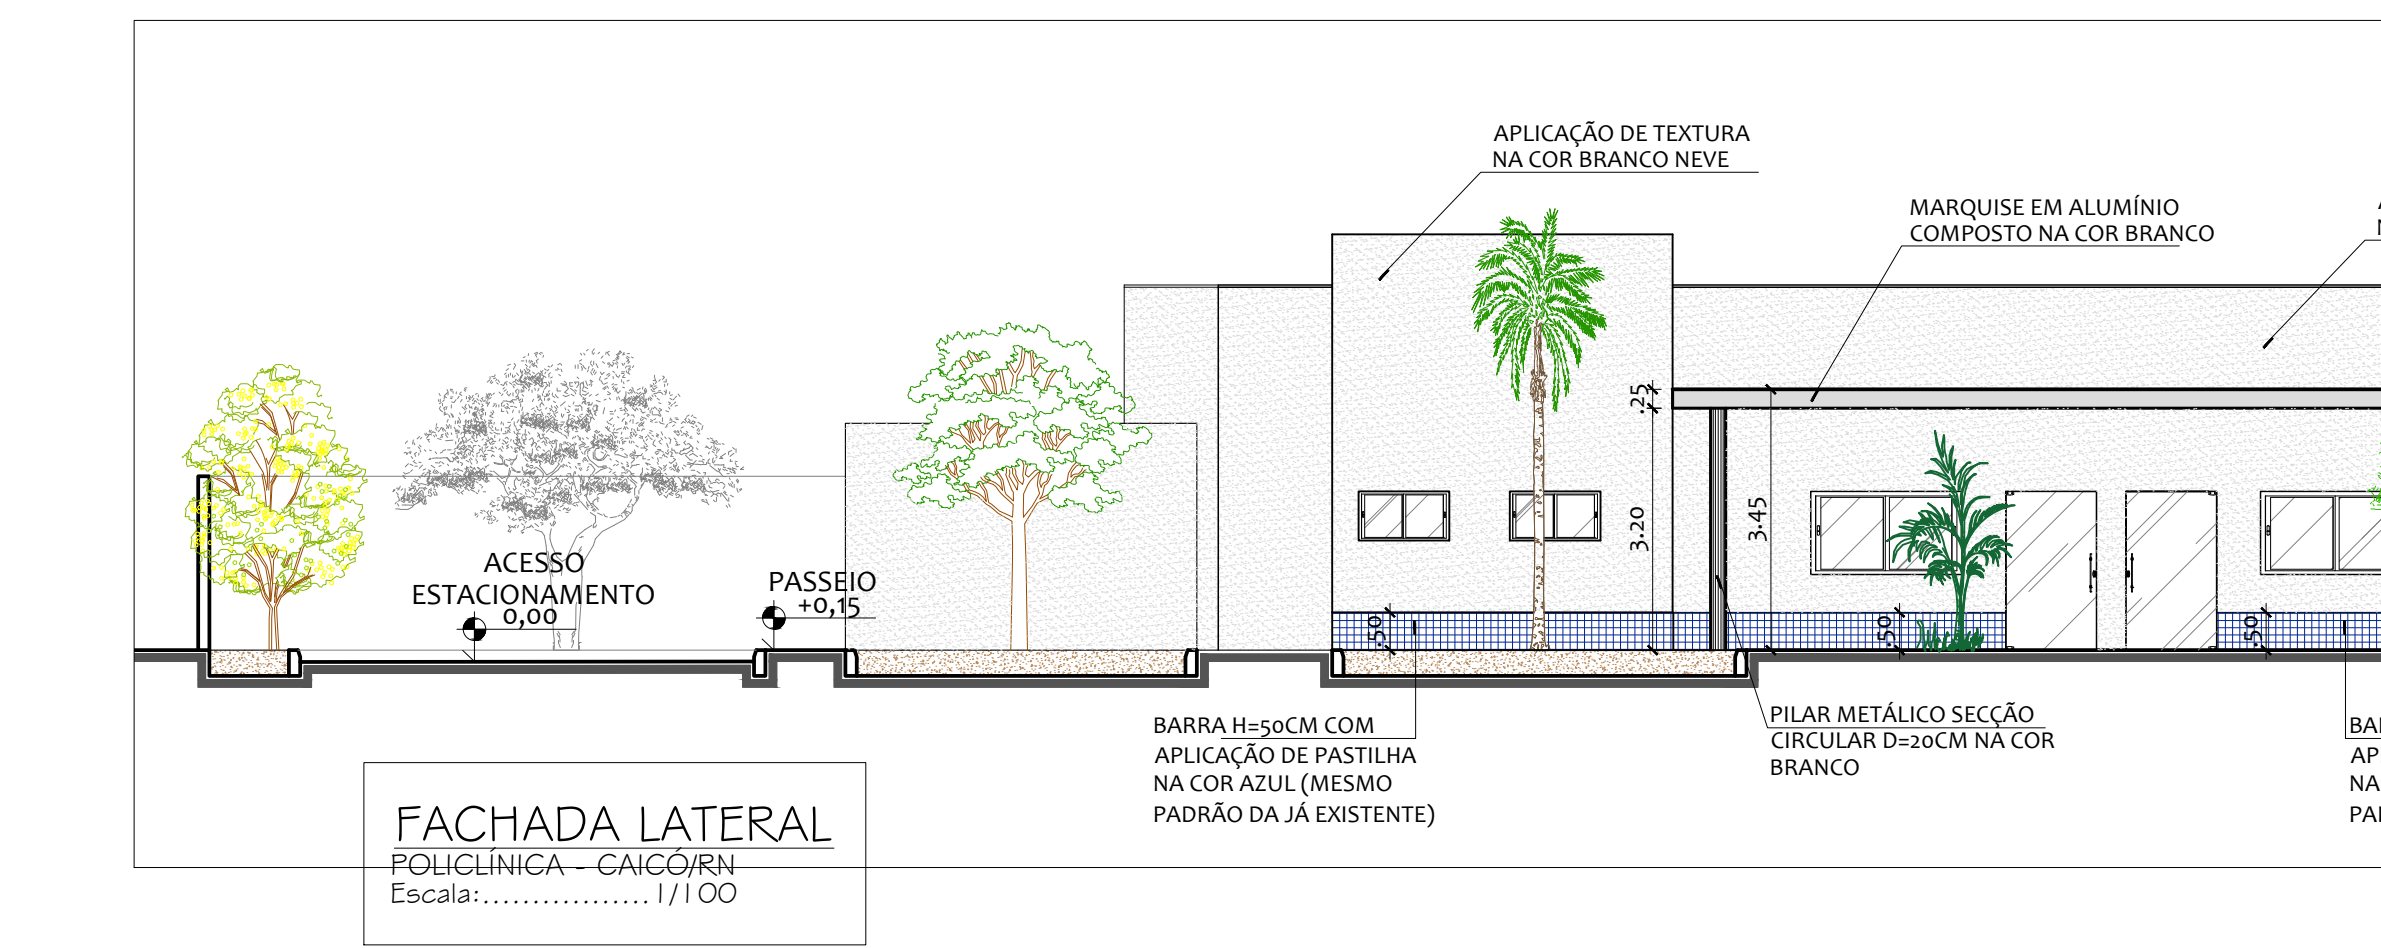 APLICAÇÃO DE TEXTURA
NA COR BRANCO NEVE
MARQUISE EM ALUMÍNIO
COMPOSTO NA COR BRANCO
.25
3.20
3.45
ACESSO
ESTACIONAMENTO
0,00
PASSEIO
+0,15
.50
.50
.50
BARRA H=50CM COM
APLICAÇÃO DE PASTILHA
NA COR AZUL (MESMO
PADRÃO DA JÁ EXISTENTE)
PILAR METÁLICO SECÇÃO
CIRCULAR D=20CM NA COR
BRANCO
NA
FACHADA LATERAL
POLICLÍNICA - CAICÓ/RN
Escala:.................1/100